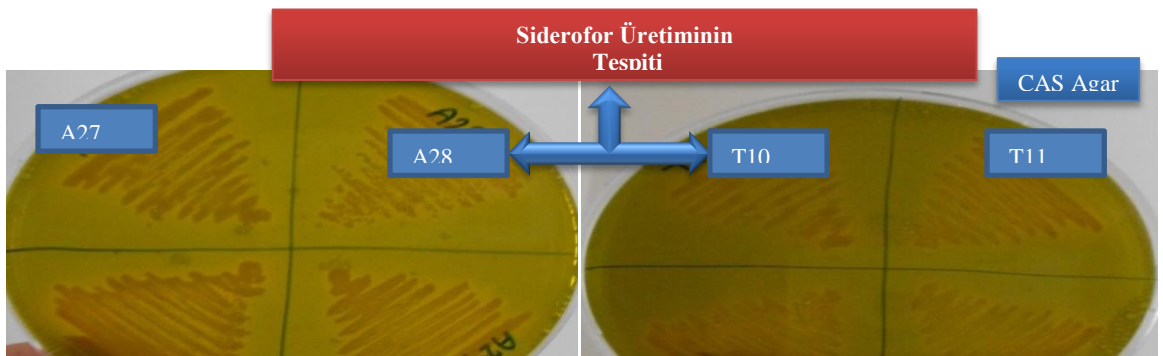 Siderofor Üretiminin
Tespiti
CAS Agar
A27
A28
T10
T11